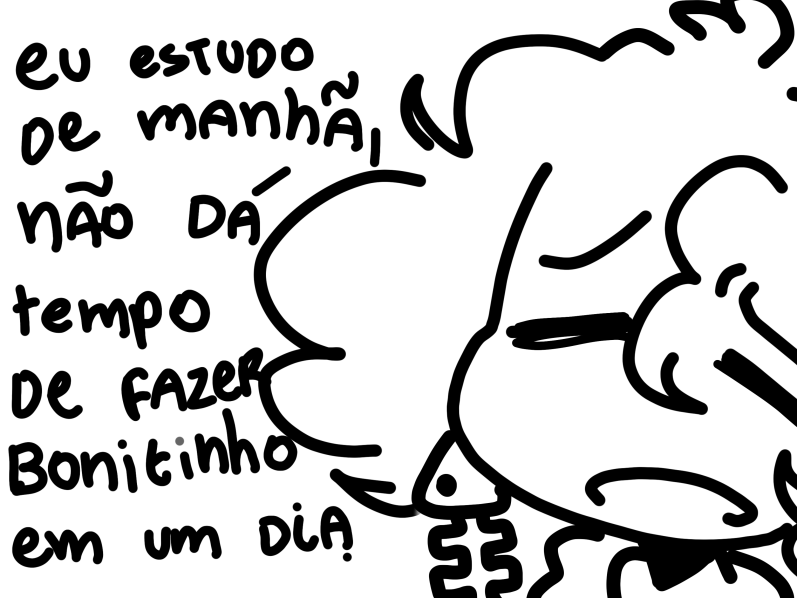 eu estudo
De manhã,
não DÁ
tempo
De fazer
Bonitinho
em um dia!